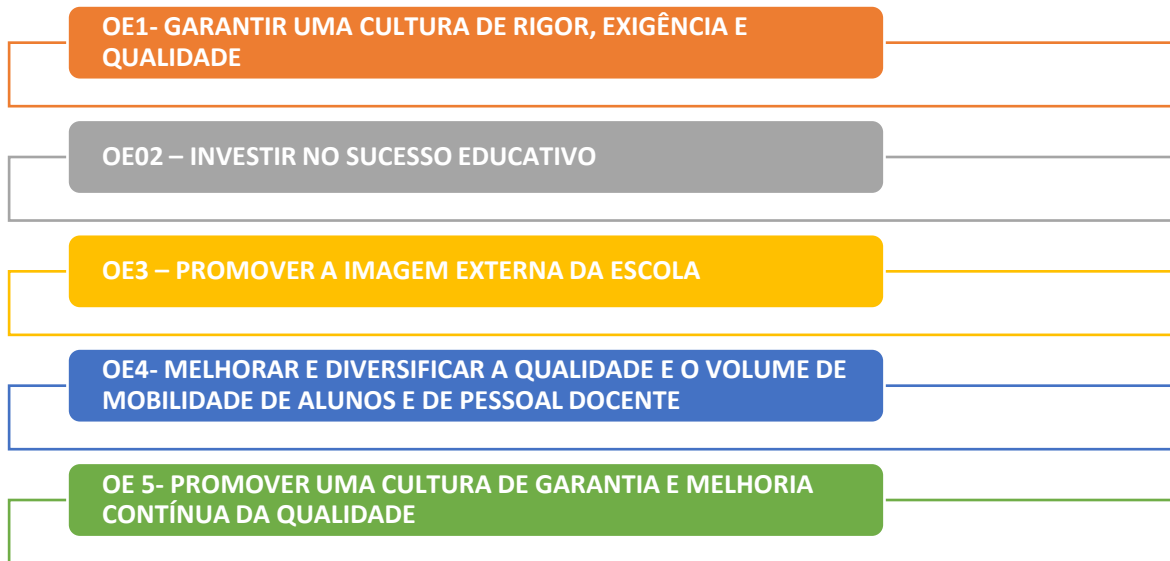 OE1- GARANTIR UMA CULTURA DE RIGOR, EXIGÊNCIA E
QUALIDADE
OE02 – INVESTIR NO SUCESSO EDUCATIVO
OE3 – PROMOVER A IMAGEM EXTERNA DA ESCOLA
OE4- MELHORAR E DIVERSIFICAR A QUALIDADE E O VOLUME DE
MOBILIDADE DE ALUNOS E DE PESSOAL DOCENTE
OE 5- PROMOVER UMA CULTURA DE GARANTIA E MELHORIA
CONTÍNUA DA QUALIDADE